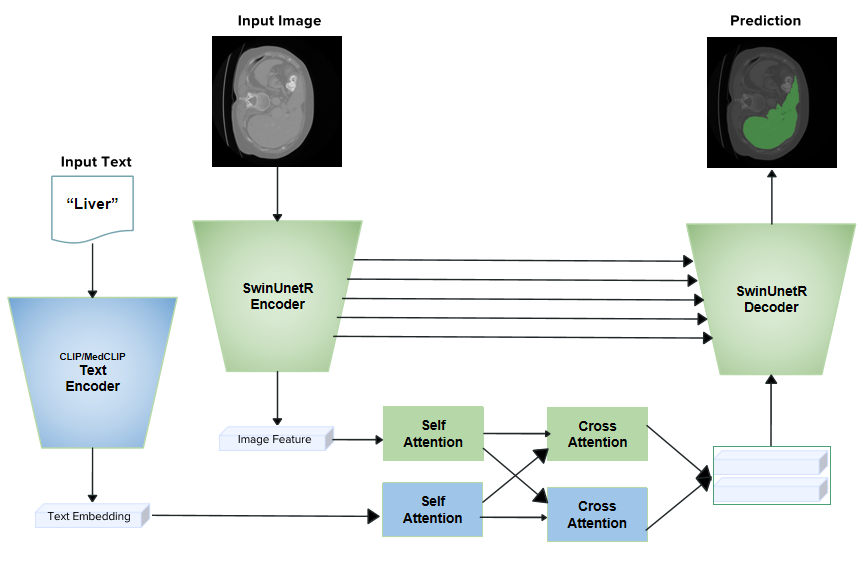 Input Image
Prediction
Input Text
“Liver”
SwinUnetR
Encoder
SwinUnetR
Decoder
CLIP/MedCLIP
Text
Encoder
Image Feature
Self
Attention
Cross
Attention
Text Embedding
Self
Attention
Cross
Attention